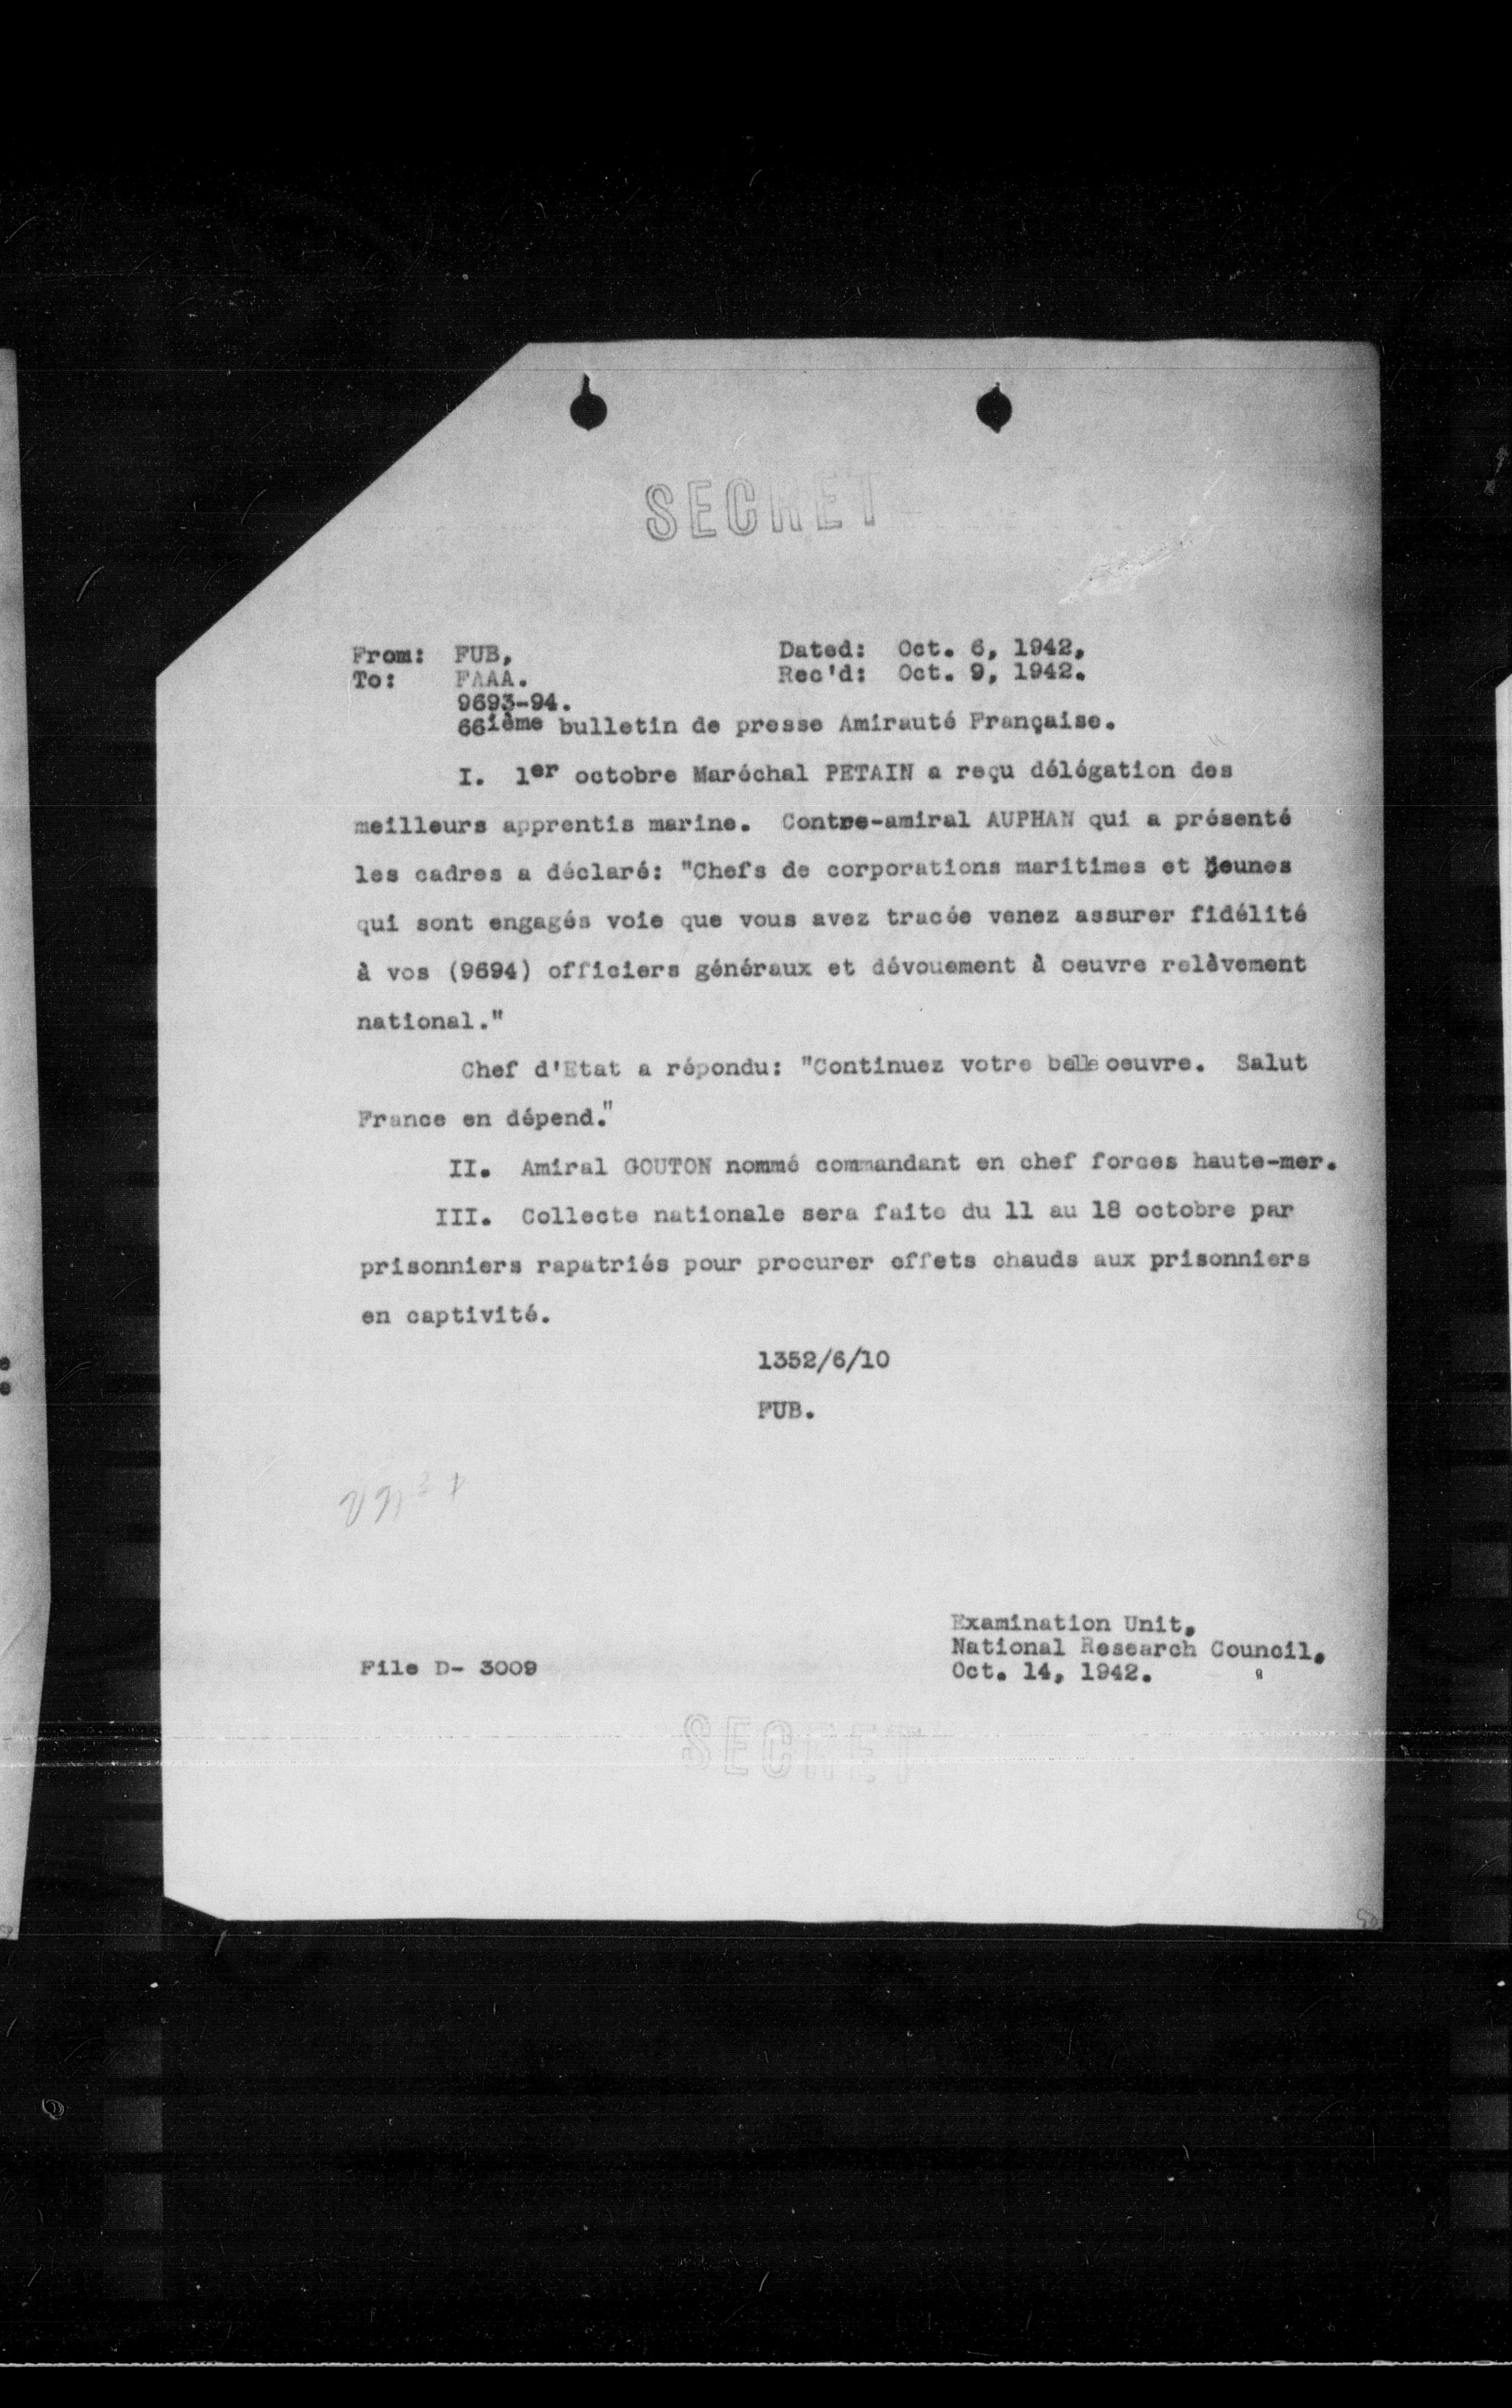 SECRET
From: FUB,
To: FAAA.
Dated: Oct. 6, 1942,
Rec'd: Oct. 9, 1942.
9693-94.
66ième bulletin de presse Amirauté Française.
I. 1er octobre Maréchal PETAIN a reçu délégation des
meilleurs apprentis marine. Contre-amiral AUPHAN qui a présenté
les cadres a déclaré: "Chefs de corporations maritimes et jeunes
qui sont engagés voie que vous avez tracée venez assurer fidélité
à vos (9694) officiers généraux et dévouement à oeuvre relèvement
national."
Chef d'Etat a répondu: "Continuez votre belle oeuvre. Salut
France en dépend."
II. Amiral GOUTON nommé commandant en chef forces haute-mer.
III. Collecte nationale sera faite du 11 au 18 octobre par
prisonniers rapatriés pour procurer effets chauds aux prisonniers
en captivité.
1352/6/10
FUB.
Examination Unit,
National Research Council,
Oct. 14, 1942.
File D- 3009
SECRET